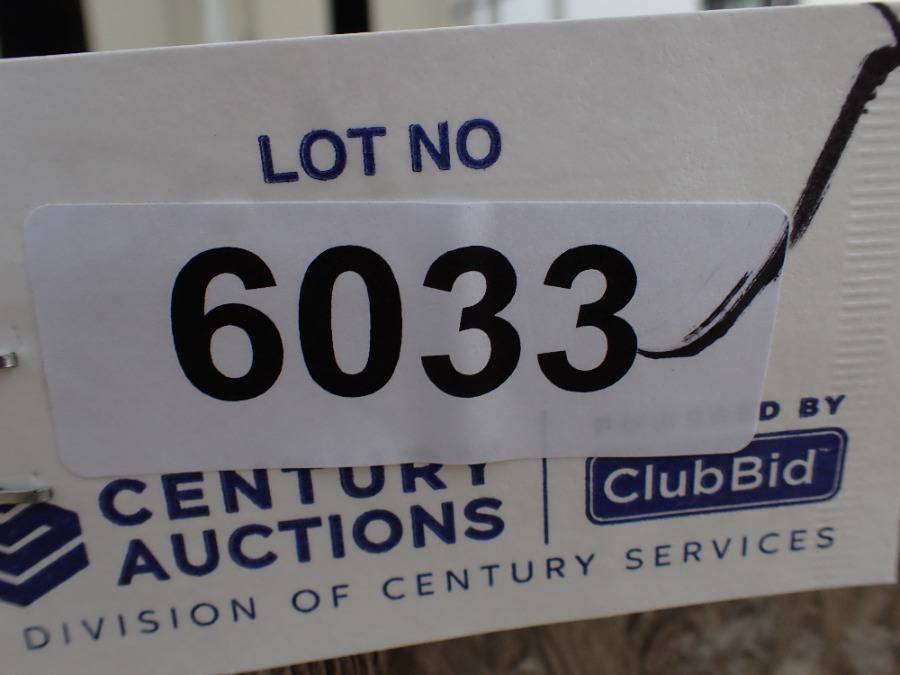 LOT NO
6033
D BY
CENTURY
AUCTIONS
ClubBid
DIVISION OF CENTURY SERVICES